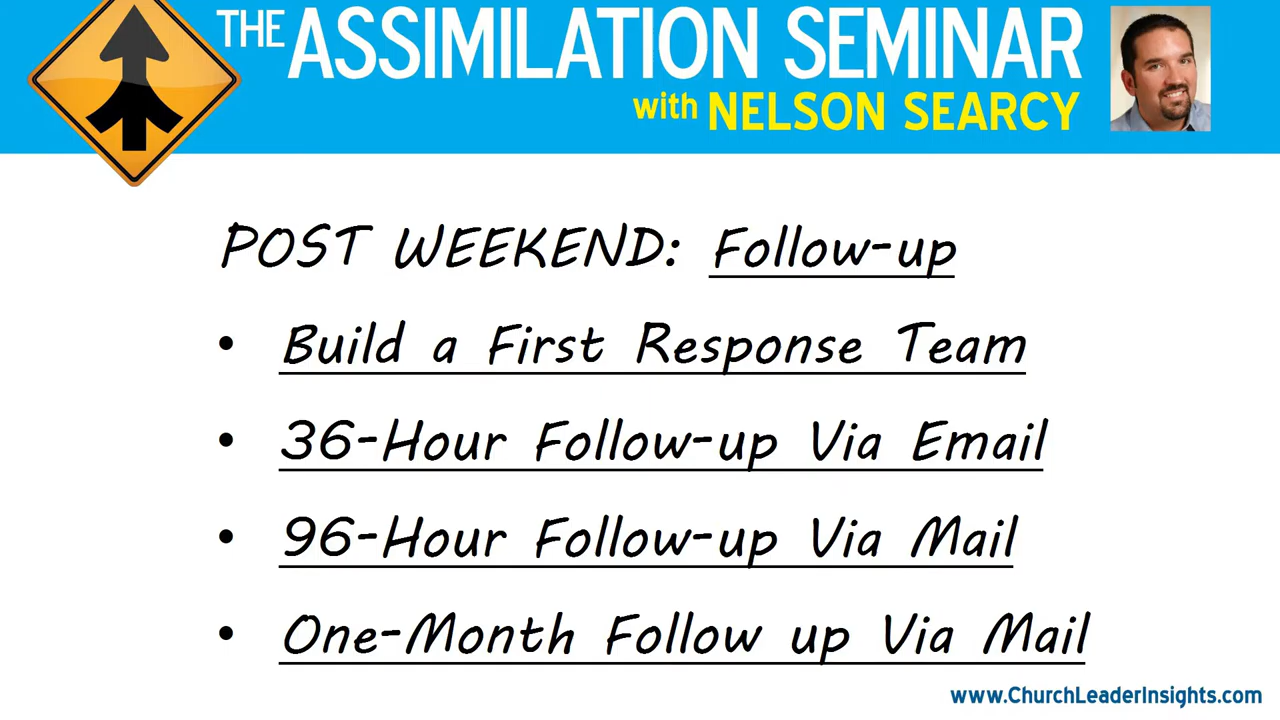 THE ASSIMILATION SEMINAR
with NELSON SEARCY
POST WEEKEND: Follow-up
• Build a First Response Team
• 36-Hour Follow-up Via Email
• 96-Hour Follow-up Via Mail
• One-Month Follow up Via Mail
www.ChurchLeaderInsights.com